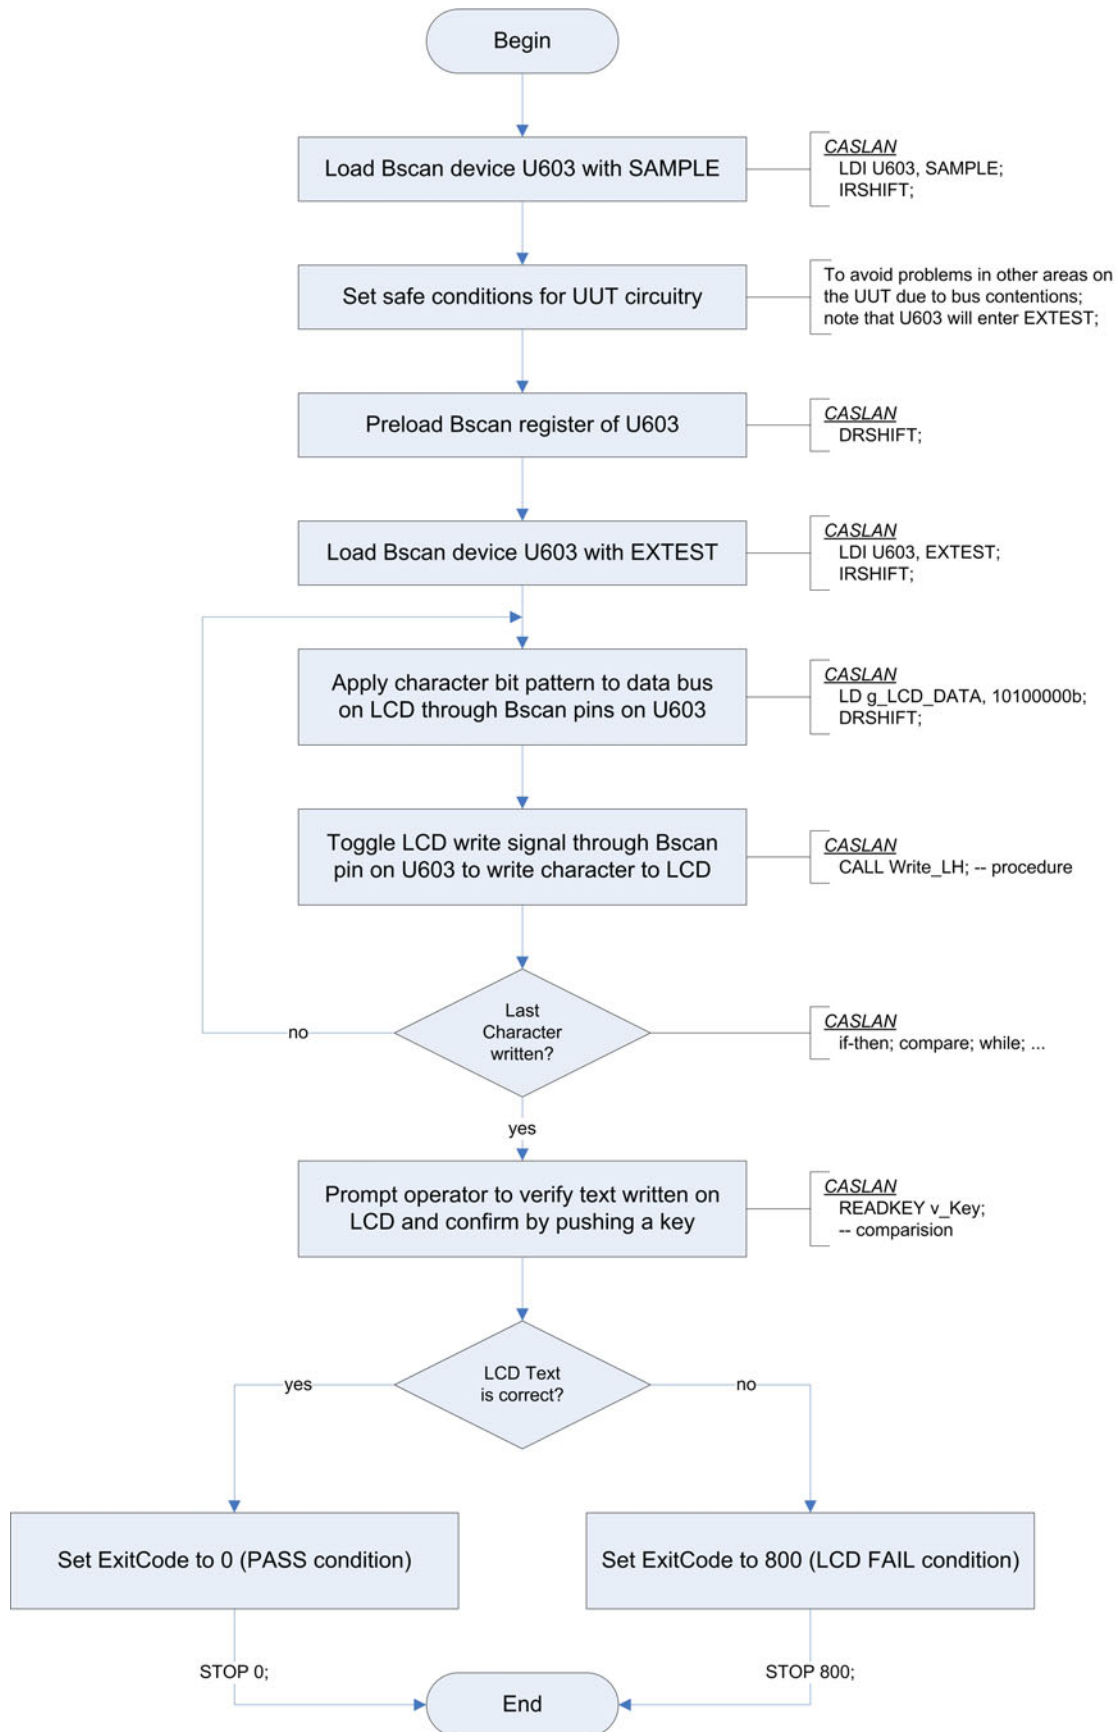 Begin
Load Bscan device U603 with SAMPLE
CASLAN
LDI U603, SAMPLE;
IRSHIFT;
Set safe conditions for UUT circuitry
To avoid problems in other areas on
the UUT due to bus contentions;
note that U603 will enter EXTEST;
Preload Bscan register of U603
CASLAN
DRSHIFT;
Load Bscan device U603 with EXTEST
CASLAN
LDI U603, EXTEST;
IRSHIFT;
Apply character bit pattern to data bus
on LCD through Bscan pins on U603
CASLAN
LD g_LCD_DATA, 10100000b;
DRSHIFT;
Toggle LCD write signal through Bscan
pin on U603 to write character to LCD
CASLAN
CALL Write_LH; -- procedure
Last
Character
written?
no
CASLAN
if-then; compare; while; ...
yes
Prompt operator to verify text written on
LCD and confirm by pushing a key
CASLAN
READKEY v_Key;
-- comparision
LCD Text
is correct?
yes
no
Set ExitCode to 0 (PASS condition)
Set ExitCode to 800 (LCD FAIL condition)
STOP 0;
STOP 800;
End